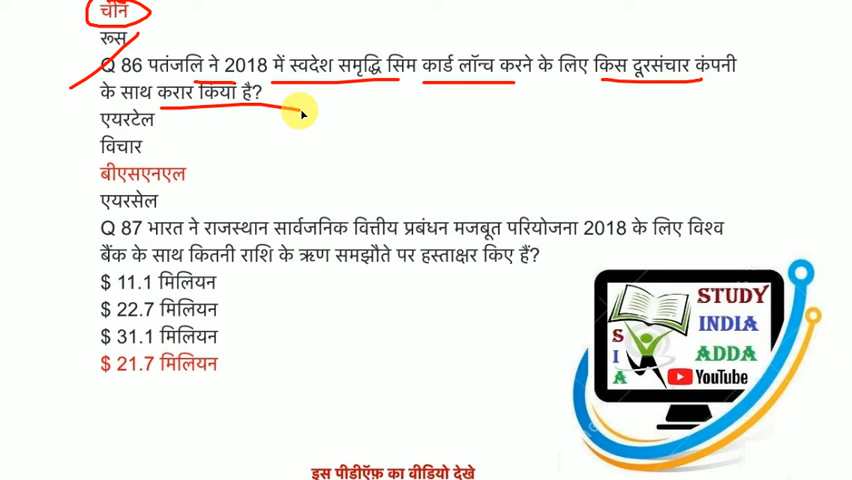 चीन
रूस
Q 86 पतंजलि ने 2018 में स्वदेश समृद्धि सिम कार्ड लॉन्च करने के लिए किस दूरसंचार कंपनी
के साथ करार किया है?
एयरटेल
विचार
बीएसएनएल
एयरसेल
Q 87 भारत ने राजस्थान सार्वजनिक वित्तीय प्रबंधन मजबूत परियोजना 2018 के लिए विश्व
बैंक के साथ कितनी राशि के ऋण समझौते पर हस्ताक्षर किए हैं?
$ 11.1 मिलियन
$ 22.7 मिलियन
$ 31.1 मिलियन
$ 21.7 मिलियन
STUDY
INDIA
ADDA
YouTube
S
I
A
इस पीडीऍफ़ का वीडियो देखे